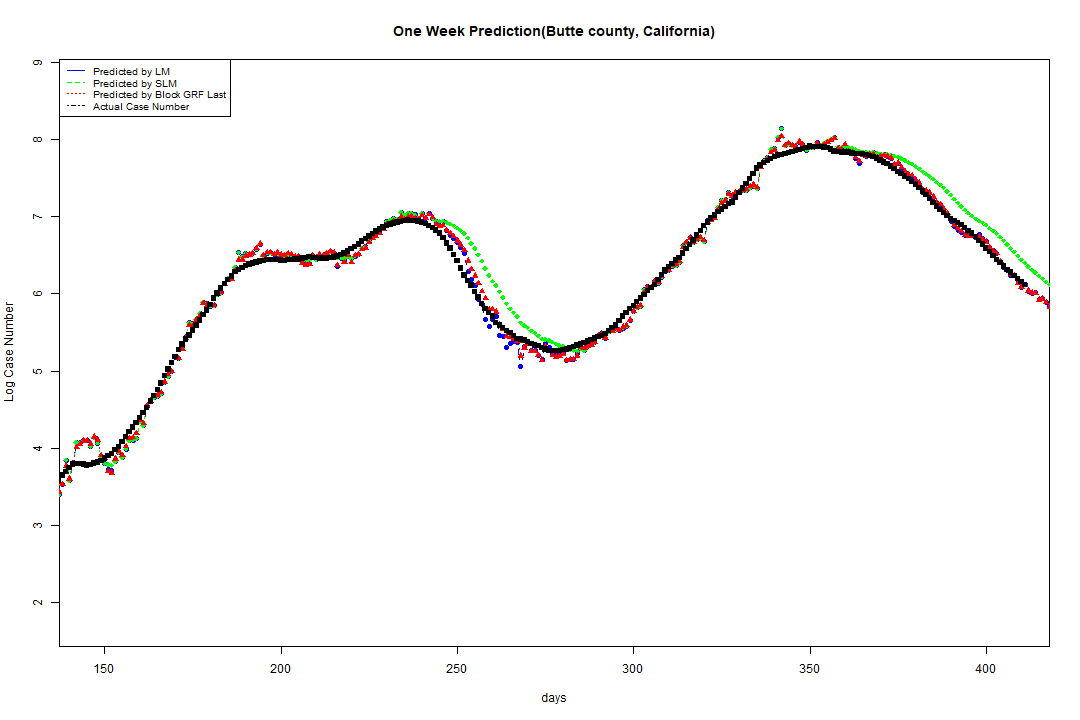 One Week Prediction(Butte county, California)
Predicted by LM
Predicted by SLM
Predicted by Block GRF Last
Actual Case Number
9
8
7
6
5
4
3
2
Log Case Number
150 200 250 300 350 400
days